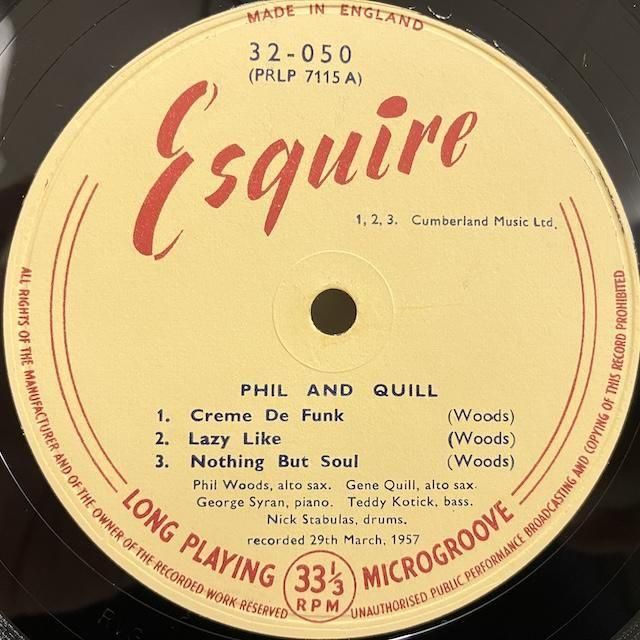 MADE IN ENGLAND
32-050
(PRLP 7115 A)
Esquire
1, 2, 3. Cumberland Music Ltd.
PHIL AND QUILL
1. Creme De Funk (Woods)
2. Lazy Like (Woods)
3. Nothing But Soul (Woods)
Phil Woods, alto sax. Gene Quill, alto sax.
George Syran, piano. Teddy Kotick, bass.
Nick Stabulas, drums.
recorded 29th March, 1957
LONG PLAYING 33⅓ RPM MICROGROOVE
ALL RIGHTS OF THE MANUFACTURER AND OF THE OWNER OF THE RECORDED WORK RESERVED
UNAUTHORISED PUBLIC PERFORMANCE BROADCASTING AND COPYING OF THIS RECORD PROHIBITED